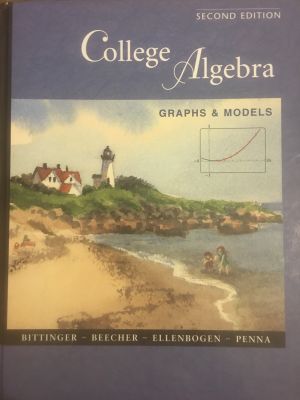 SECOND EDITION
College Algebra
GRAPHS & MODELS
BITTINGER ~ BEECHER ~ ELLENBOGEN ~ PENNA